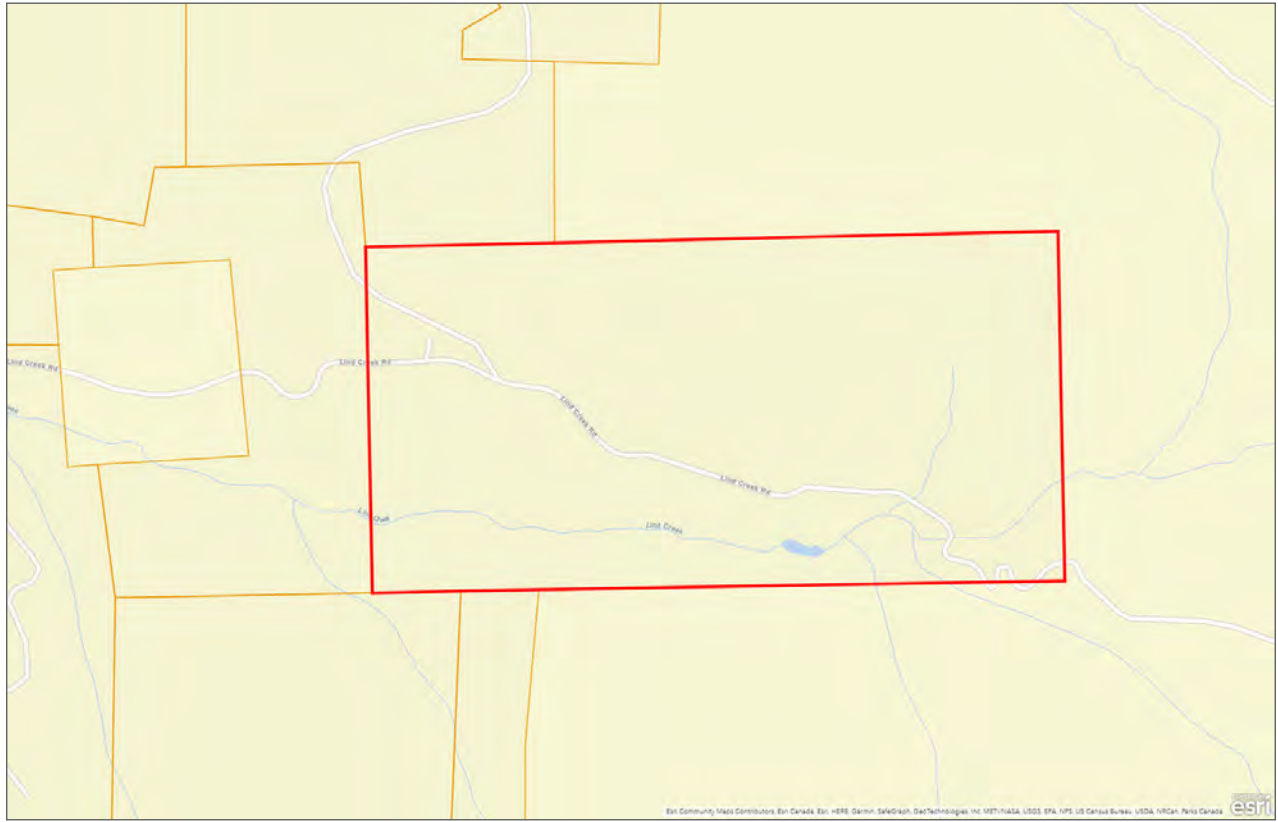 Lind Creek Rd
Lind Creek Rd
Lind Creek Rd
Lind Creek Rd
Lind Creek
Esri Community Maps Contributors, Esri Canada, Esri, HERE, Garmin, SafeGraph, GeoTechnologies, Inc, METI/NASA, USGS, EPA, NPS, US Census Bureau, USDA, NRCan, Parks Canada
esri